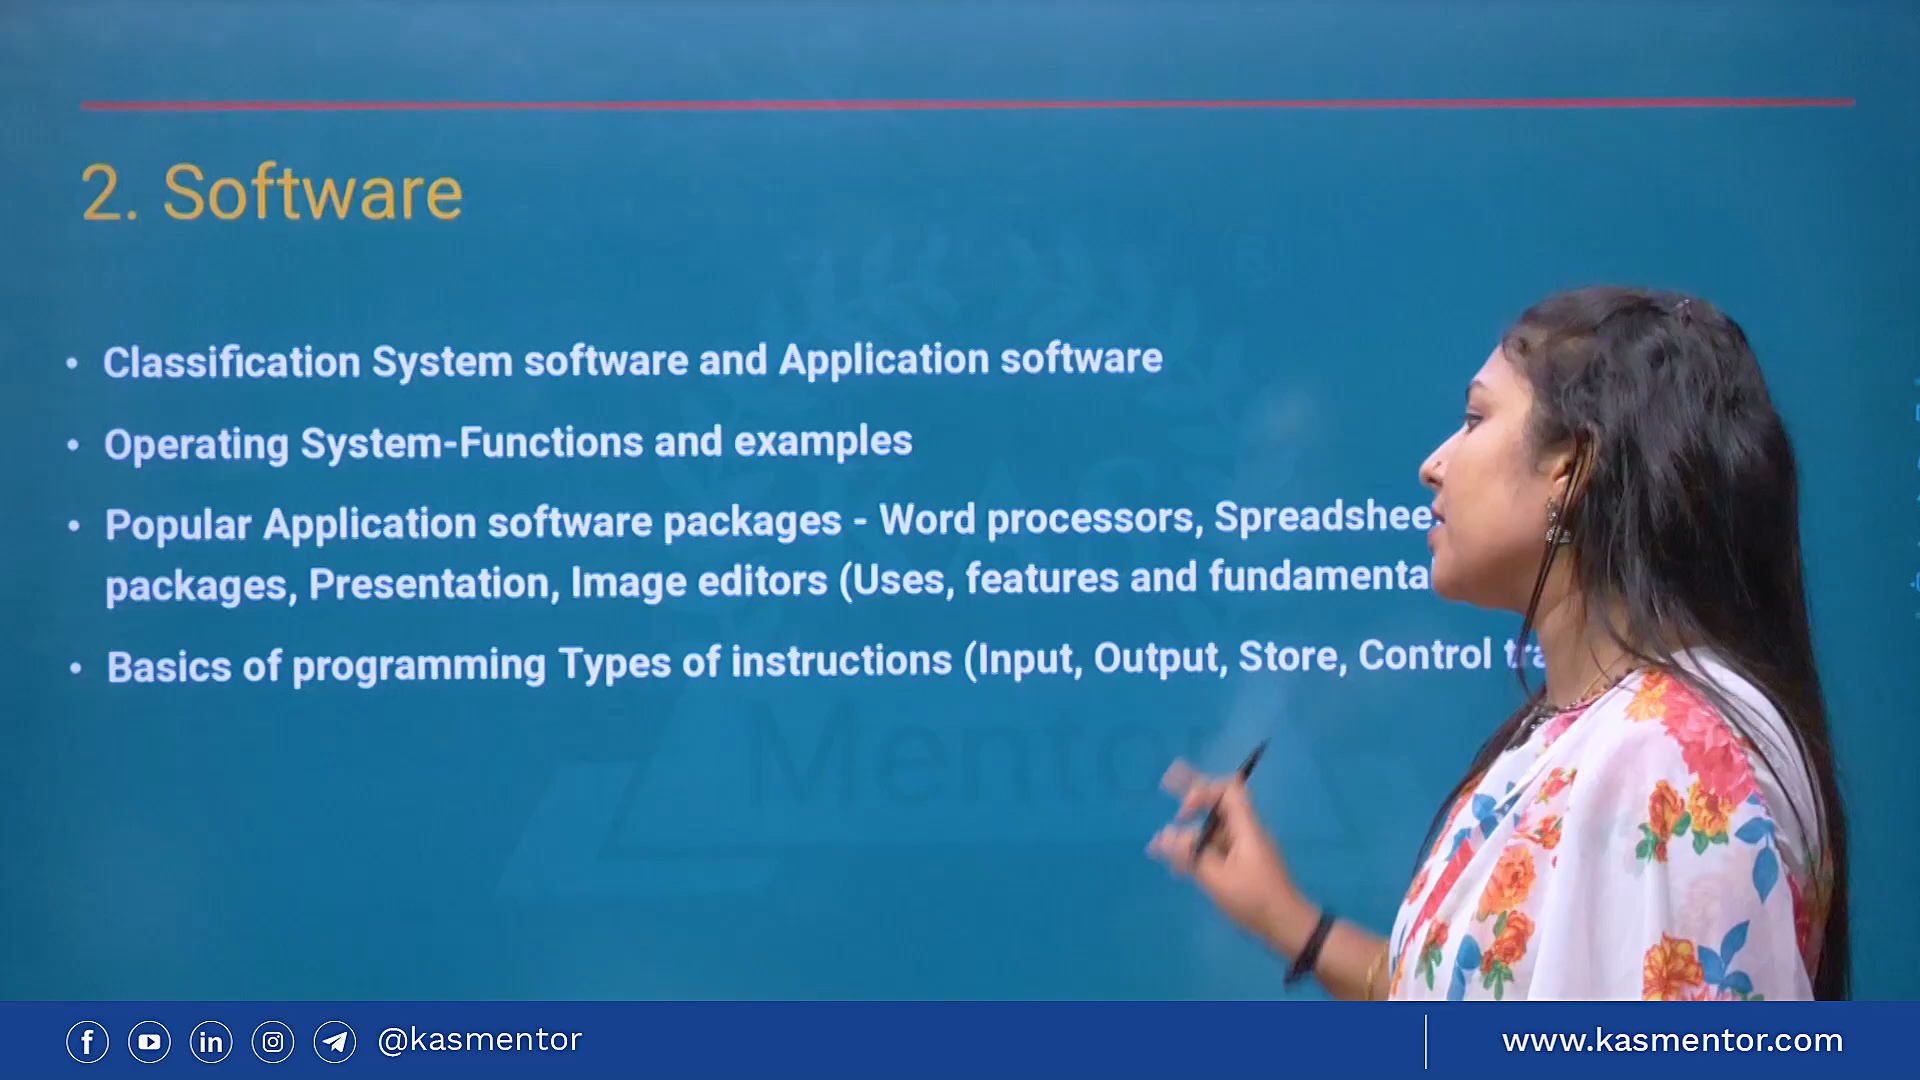 2. Software
• Classification System software and Application software
• Operating System-Functions and examples
• Popular Application software packages - Word processors,
packages, Presentation, Image editors (Uses, features and
• Basics of programming Types of instructions (Input, Output, Store, Control
KAS
Mentor
@kasmentor
www.kasmentor.com